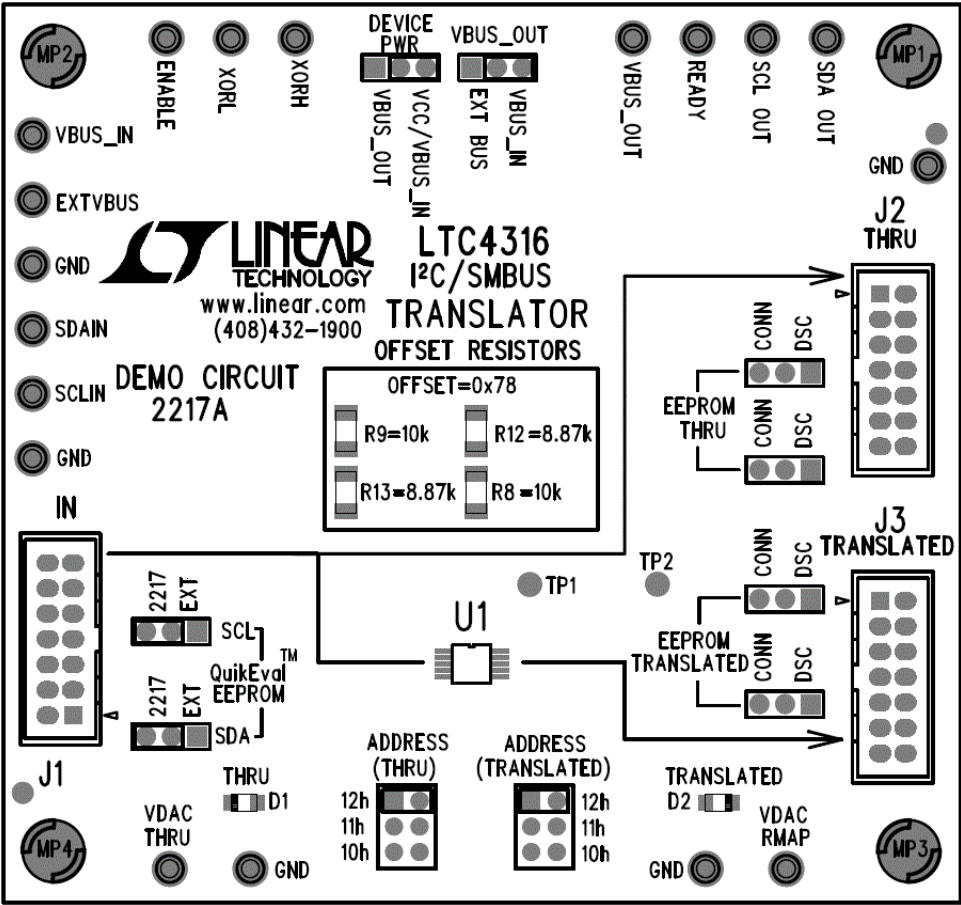 MP2
ENABLE
XORL
XORH
DEVICE
PWR
VBUS_OUT
VCC/VBUS_IN
VBUS_OUT
EXT BUS
VBUS_IN
VBUS_OUT
READY
SCL OUT
SDA OUT
MP1
VBUS_IN
EXTVBUS
GND
SDAIN
SCLIN
GND
GND
LINEAR
TECHNOLOGY
www.linear.com
(408)432-1900
LTC4316
I²C/SMBUS
TRANSLATOR
DEMO CIRCUIT
2217A
OFFSET RESISTORS
OFFSET=0x78
R9=10k
R12=8.87k
R13=8.87k
R8=10k
J2
THRU
CONN
DSC
EEPROM
THRU
CONN
DSC
IN
J1
2217
EXT
SCL
QuikEval™
EEPROM
2217
EXT
SDA
TP1
TP2
U1
J3
TRANSLATED
CONN
DSC
EEPROM
TRANSLATED
CONN
DSC
THRU
D1
ADDRESS
(THRU)
12h
11h
10h
ADDRESS
(TRANSLATED)
12h
11h
10h
TRANSLATED
D2
MP4
VDAC
THRU
GND
GND
VDAC
RMAP
MP3